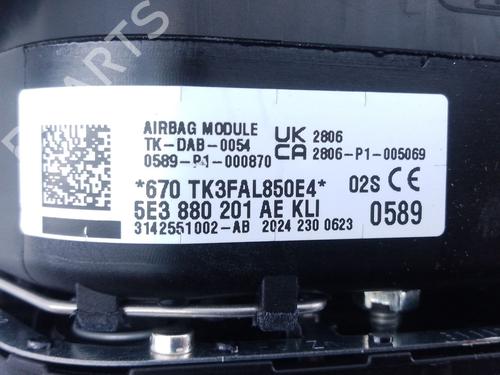 AIRBAG MODULE
TK-DAB-0054
0589-P1-000870
UK
CA
2806
2806-P1-005069
*670 TK3FAL850E4*
02S CE
5E3 880 201 AE KLI
0589
3142551002-AB 2024 230 0623
B-PARTS